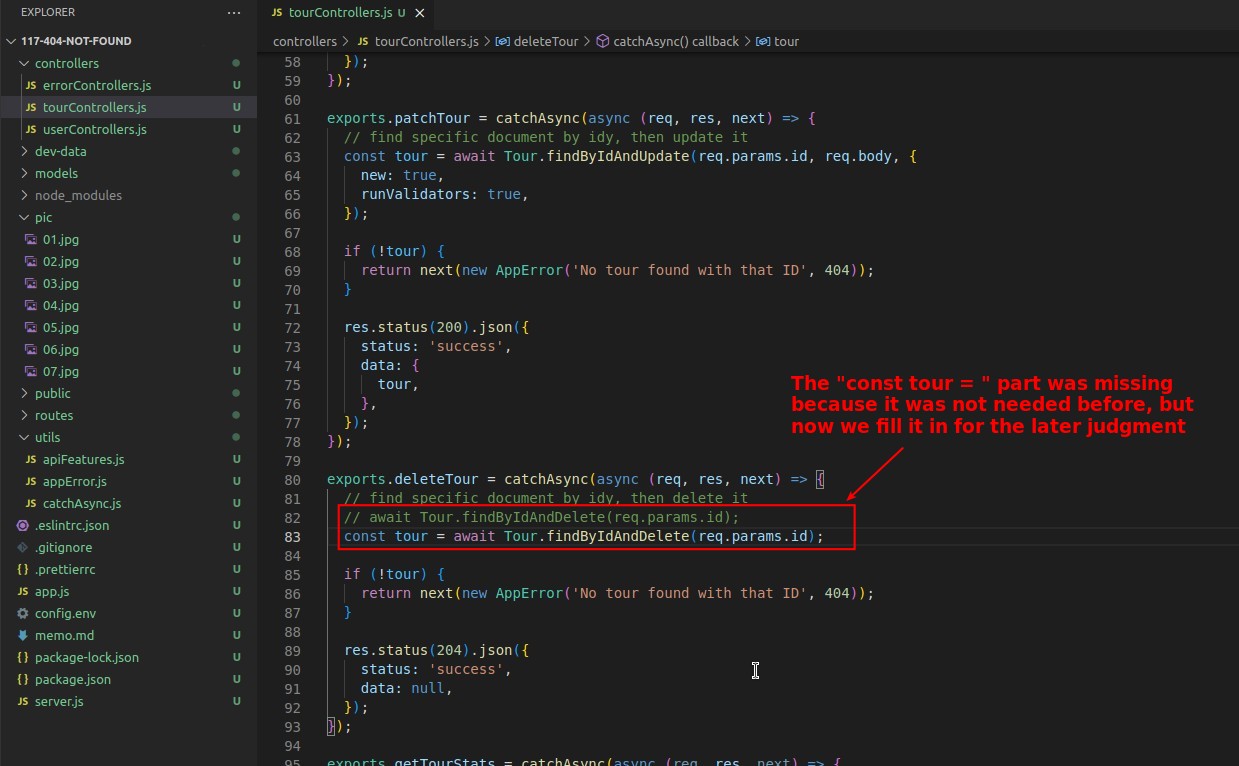 EXPLORER ...
JS tourControllers.js U ×
117-404-NOT-FOUND
controllers > JS tourControllers.js > deleteTour > catchAsync() callback > tour
controllers
JS errorControllers.js U
JS tourControllers.js U
JS userControllers.js U
dev-data
models
node_modules
pic
01.jpg U
02.jpg U
03.jpg U
04.jpg U
05.jpg U
06.jpg U
07.jpg U
public
routes
utils
JS apiFeatures.js U
JS appError.js U
JS catchAsync.js U
.eslintrc.json U
.gitignore U
{} .prettierrc U
JS app.js U
config.env U
memo.md U
{} package-lock.json U
{} package.json U
JS server.js U
58 });
59 });
60
61 exports.patchTour = catchAsync(async (req, res, next) => {
62 // find specific document by idy, then update it
63 const tour = await Tour.findByIdAndUpdate(req.params.id, req.body, {
64 new: true,
65 runValidators: true,
66 });
67
68 if (!tour) {
69 return next(new AppError('No tour found with that ID', 404));
70 }
71
72 res.status(200).json({
73 status: 'success',
74 data: {
75 tour,
76 },
77 });
78 });
79
80 exports.deleteTour = catchAsync(async (req, res, next) => {
81 // find specific document by idy, then delete it
82 // await Tour.findByIdAndDelete(req.params.id);
83 const tour = await Tour.findByIdAndDelete(req.params.id);
84
85 if (!tour) {
86 return next(new AppError('No tour found with that ID', 404));
87 }
88
89 res.status(204).json({
90 status: 'success',
91 data: null,
92 });
93 });
94
95 exports.getTourStats = catchAsync(async (req, res, next) => {
The "const tour = " part was missing
because it was not needed before, but
now we fill it in for the later judgment